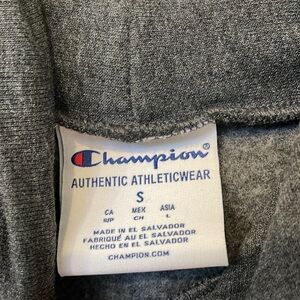 Champion
AUTHENTIC ATHLETICWEAR
S
CA MEX ASIA
S/P CH L
MADE IN EL SALVADOR
FABRIQUÉ AU EL SALVADOR
HECHO EN EL SALVADOR
CHAMPION.COM